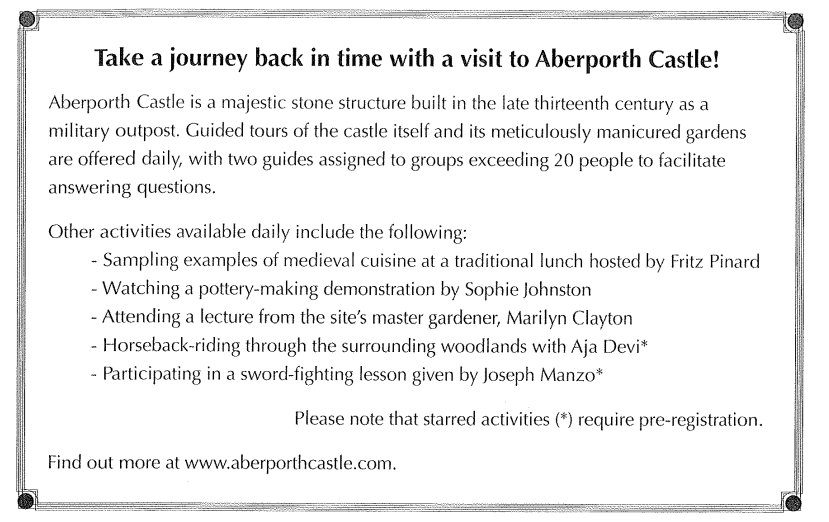 Take a journey back in time with a visit to Aberporth Castle!
Aberporth Castle is a majestic stone structure built in the late thirteenth century as a
military outpost. Guided tours of the castle itself and its meticulously manicured gardens
are offered daily, with two guides assigned to groups exceeding 20 people to facilitate
answering questions.
Other activities available daily include the following:
- Sampling examples of medieval cuisine at a traditional lunch hosted by Fritz Pinard
- Watching a pottery-making demonstration by Sophie Johnston
- Attending a lecture from the site's master gardener, Marilyn Clayton
- Horseback-riding through the surrounding woodlands with Aja Devi*
- Participating in a sword-fighting lesson given by Joseph Manzo*
Please note that starred activities (*) require pre-registration.
Find out more at www.aberporthcastle.com.